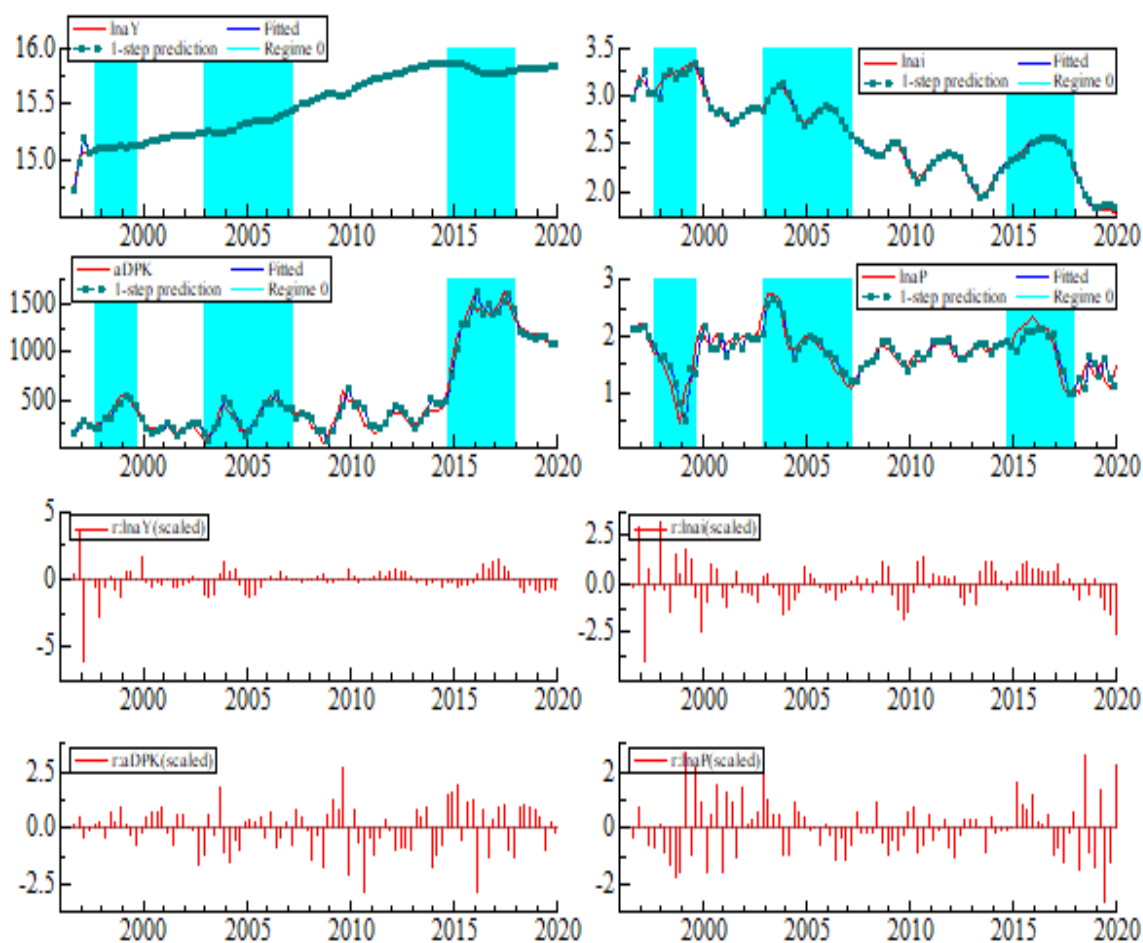 lnaY Fitted
1-step prediction Regime 0
16.0
15.5
15.0
2000 2005 2010 2015 2020
lnai Fitted
1-step prediction Regime 0
3.5
3.0
2.5
2.0
2000 2005 2010 2015 2020
aDPK Fitted
1-step prediction Regime 0
1500
1000
500
2000 2005 2010 2015 2020
lnaP Fitted
1-step prediction Regime 0
3
2
1
2000 2005 2010 2015 2020
r:lnaY(scaled)
5
0
-5
2000 2005 2010 2015 2020
r:lnai(scaled)
2.5
0.0
-2.5
2000 2005 2010 2015 2020
r:aDPK(scaled)
2.5
0.0
-2.5
2000 2005 2010 2015 2020
r:lnaP(scaled)
2
0
-2
2000 2005 2010 2015 2020